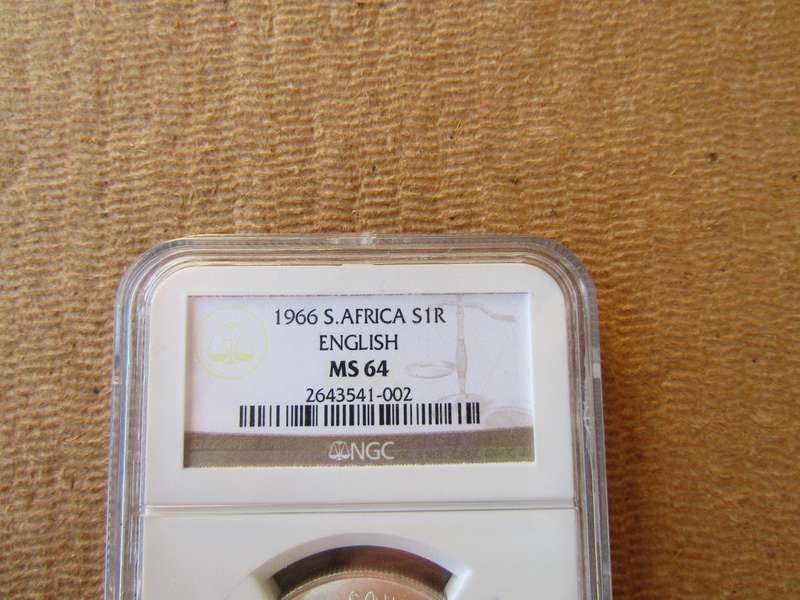 1966 S.AFRICA S1R
ENGLISH
MS 64
2643541-002
NGC